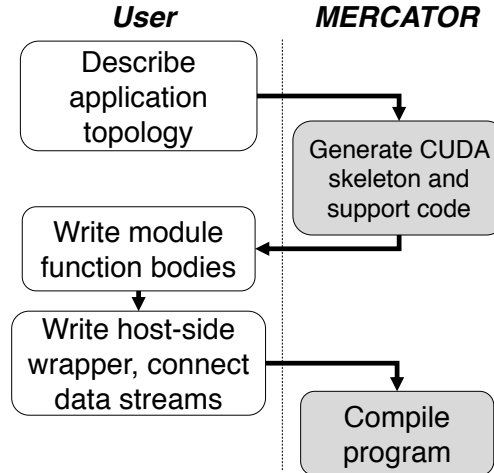 User
MERCATOR
Describe
application
topology
Generate CUDA
skeleton and
support code
Write module
function bodies
Write host-side
wrapper, connect
data streams
Compile
program